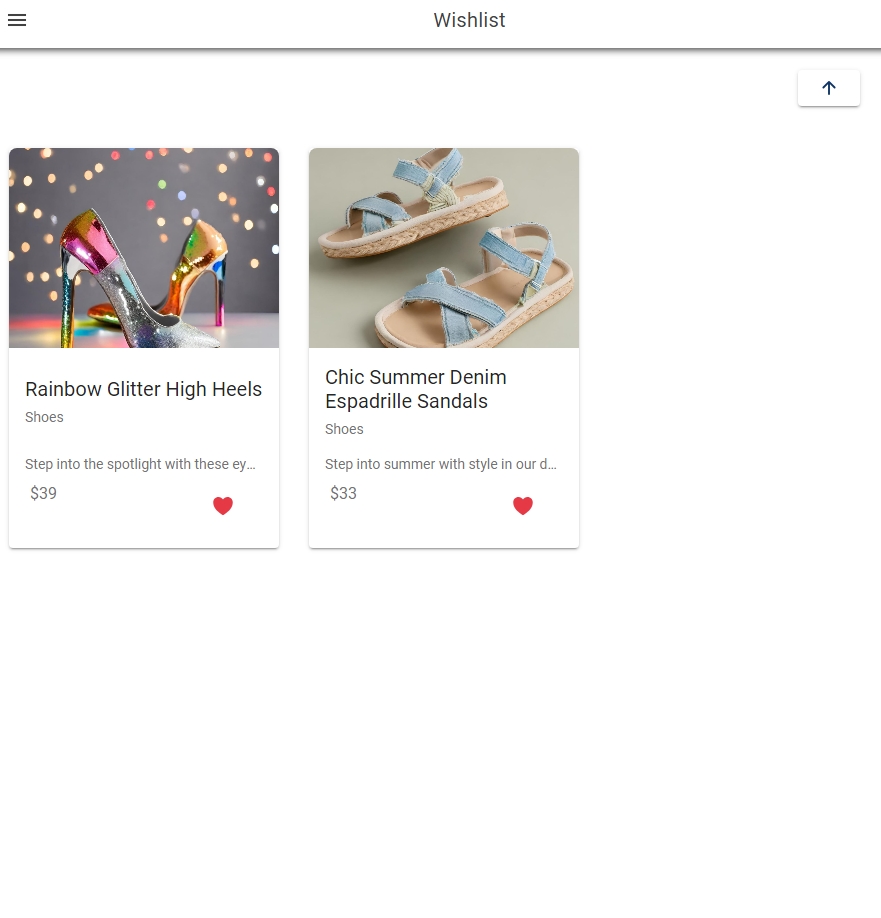 Wishlist
Rainbow Glitter High Heels
Shoes
Step into the spotlight with these ey...
$39
Chic Summer Denim
Espadrille Sandals
Shoes
Step into summer with style in our d...
$33